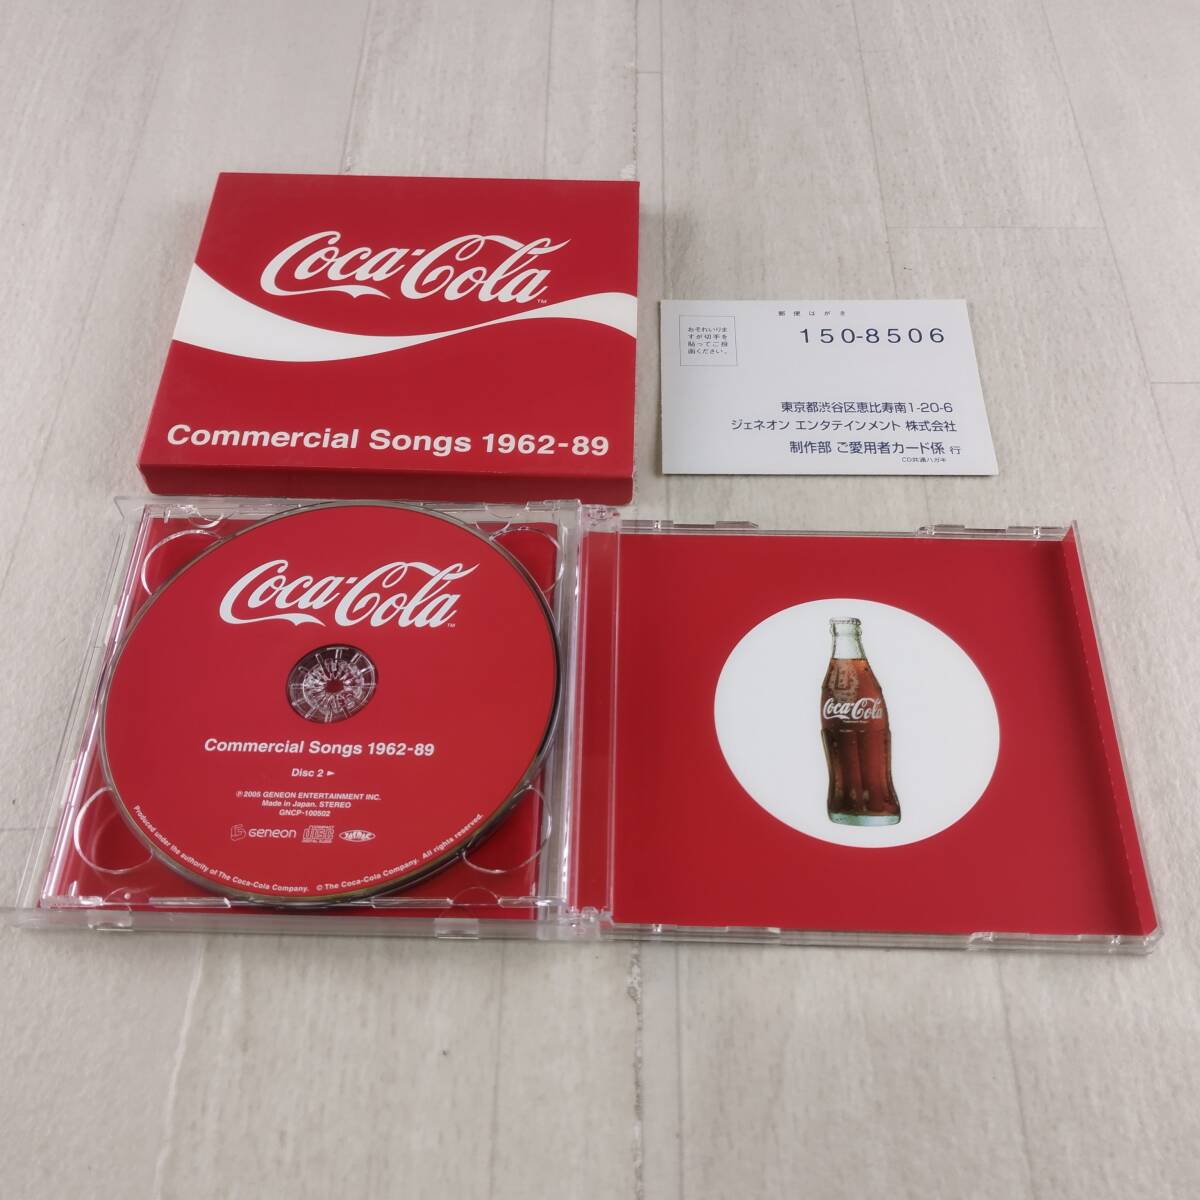 Coca-Cola
TM
Commercial Songs 1962-89
郵便はがき
おそれいりま
すが切手を
貼ってご投
函ください。
150-8506
東京都渋谷区恵比寿南1-20-6
ジェネオン エンタテインメント 株式会社
制作部 ご愛用者カード係 行
CD共通ハガキ
Coca-Cola
TM
Commercial Songs 1962-89
Disc 2 ►
℗2005 GENEON ENTERTAINMENT INC.
Made in Japan. STEREO
GNCP-100502
GENEON
COMPACT
disc
DIGITAL AUDIO
Produced under the authority of The Coca-Cola Company. © The Coca-Cola Company. All rights reserved.
Coca-Cola